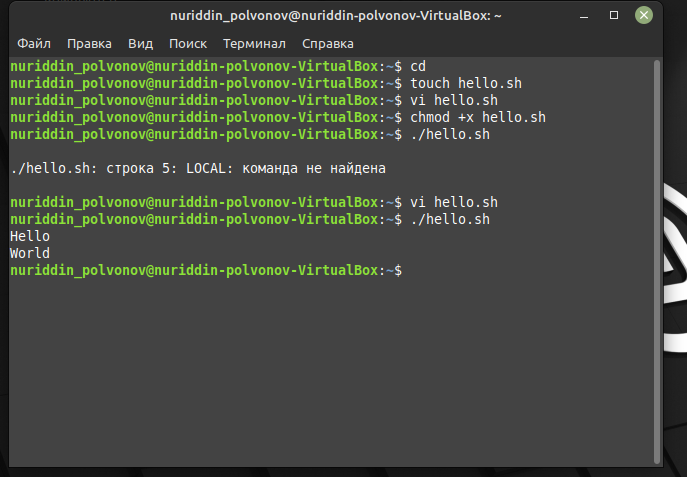 nuriddin_polvonov@nuriddin-polvonov-VirtualBox: ~
Файл Правка Вид Поиск Терминал Справка
nuriddin_polvonov@nuriddin-polvonov-VirtualBox:~$ cd
nuriddin_polvonov@nuriddin-polvonov-VirtualBox:~$ touch hello.sh
nuriddin_polvonov@nuriddin-polvonov-VirtualBox:~$ vi hello.sh
nuriddin_polvonov@nuriddin-polvonov-VirtualBox:~$ chmod +x hello.sh
nuriddin_polvonov@nuriddin-polvonov-VirtualBox:~$ ./hello.sh
./hello.sh: строка 5: LOCAL: команда не найдена
nuriddin_polvonov@nuriddin-polvonov-VirtualBox:~$ vi hello.sh
nuriddin_polvonov@nuriddin-polvonov-VirtualBox:~$ ./hello.sh
Hello
World
nuriddin_polvonov@nuriddin-polvonov-VirtualBox:~$